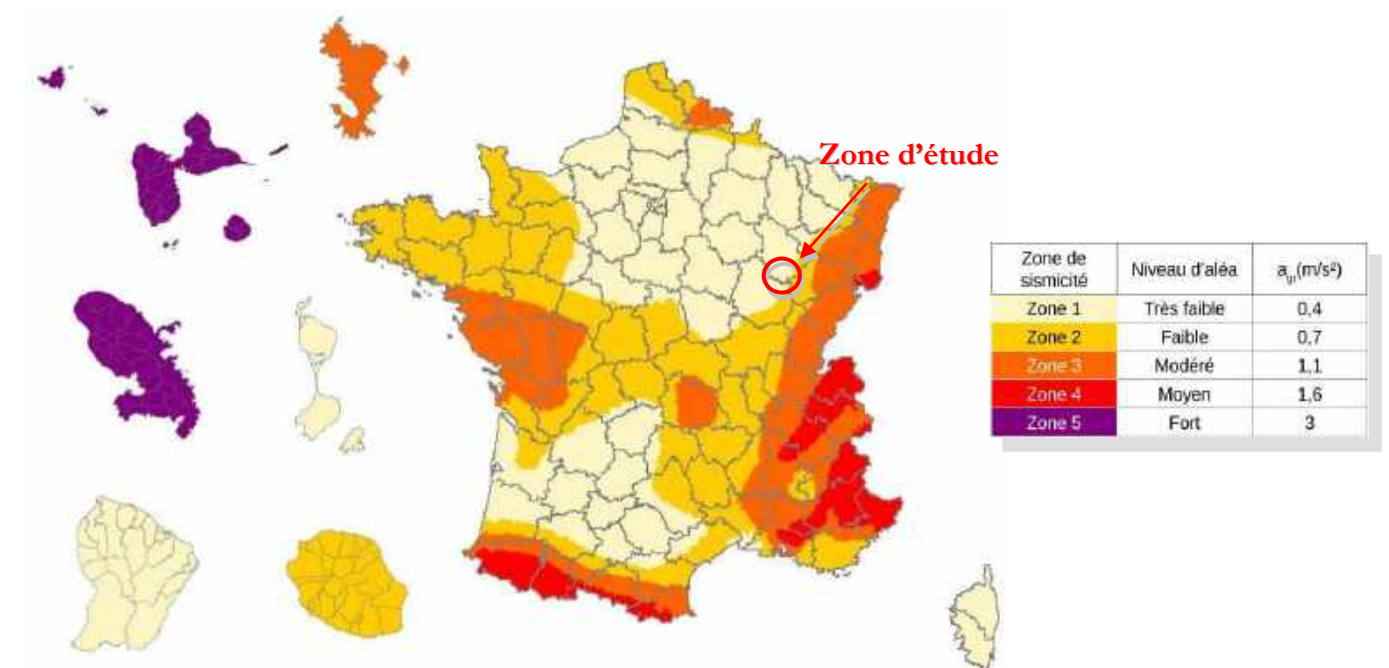 Zone d'étude
Zone de sismicité | Niveau d'aléa | a_gr(m/s²)
Zone 1 | Très faible | 0,4
Zone 2 | Faible | 0,7
Zone 3 | Modéré | 1,1
Zone 4 | Moyen | 1,6
Zone 5 | Fort | 3